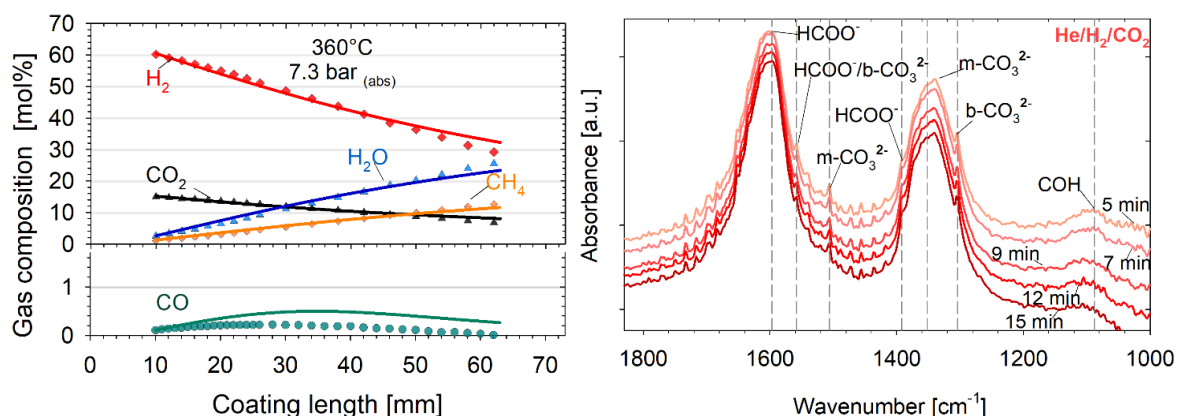 Gas composition [mol%]
70
60
50
40
30
20
10
0
1
0
360°C
7.3 bar (abs)
H₂
H₂O
CO₂
CH₄
CO
0 10 20 30 40 50 60 70
Coating length [mm]
Absorbance [a.u.]
He/H₂/CO₂
HCOO⁻
HCOO⁻/b-CO₃²⁻
m-CO₃²⁻
HCOO⁻
b-CO₃²⁻
m-CO₃²⁻
COH
5 min
9 min
7 min
12 min
15 min
1800 1600 1400 1200 1000
Wavenumber [cm⁻¹]